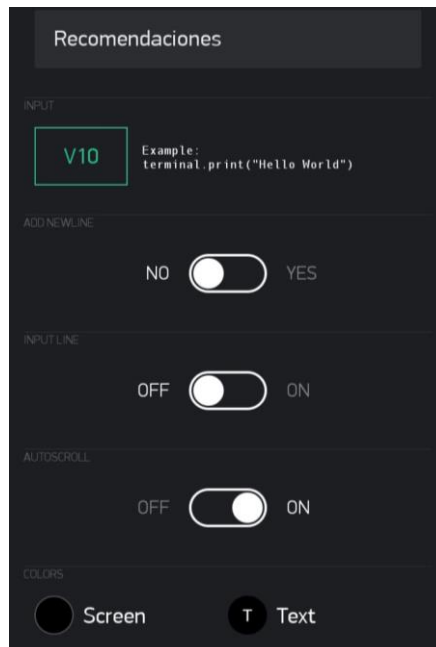 Recomendaciones
INPUT
V10
Example:
terminal.print("Hello World")
ADD NEWLINE
NO YES
INPUT LINE
OFF ON
AUTOSCROLL
OFF ON
COLORS
Screen T Text